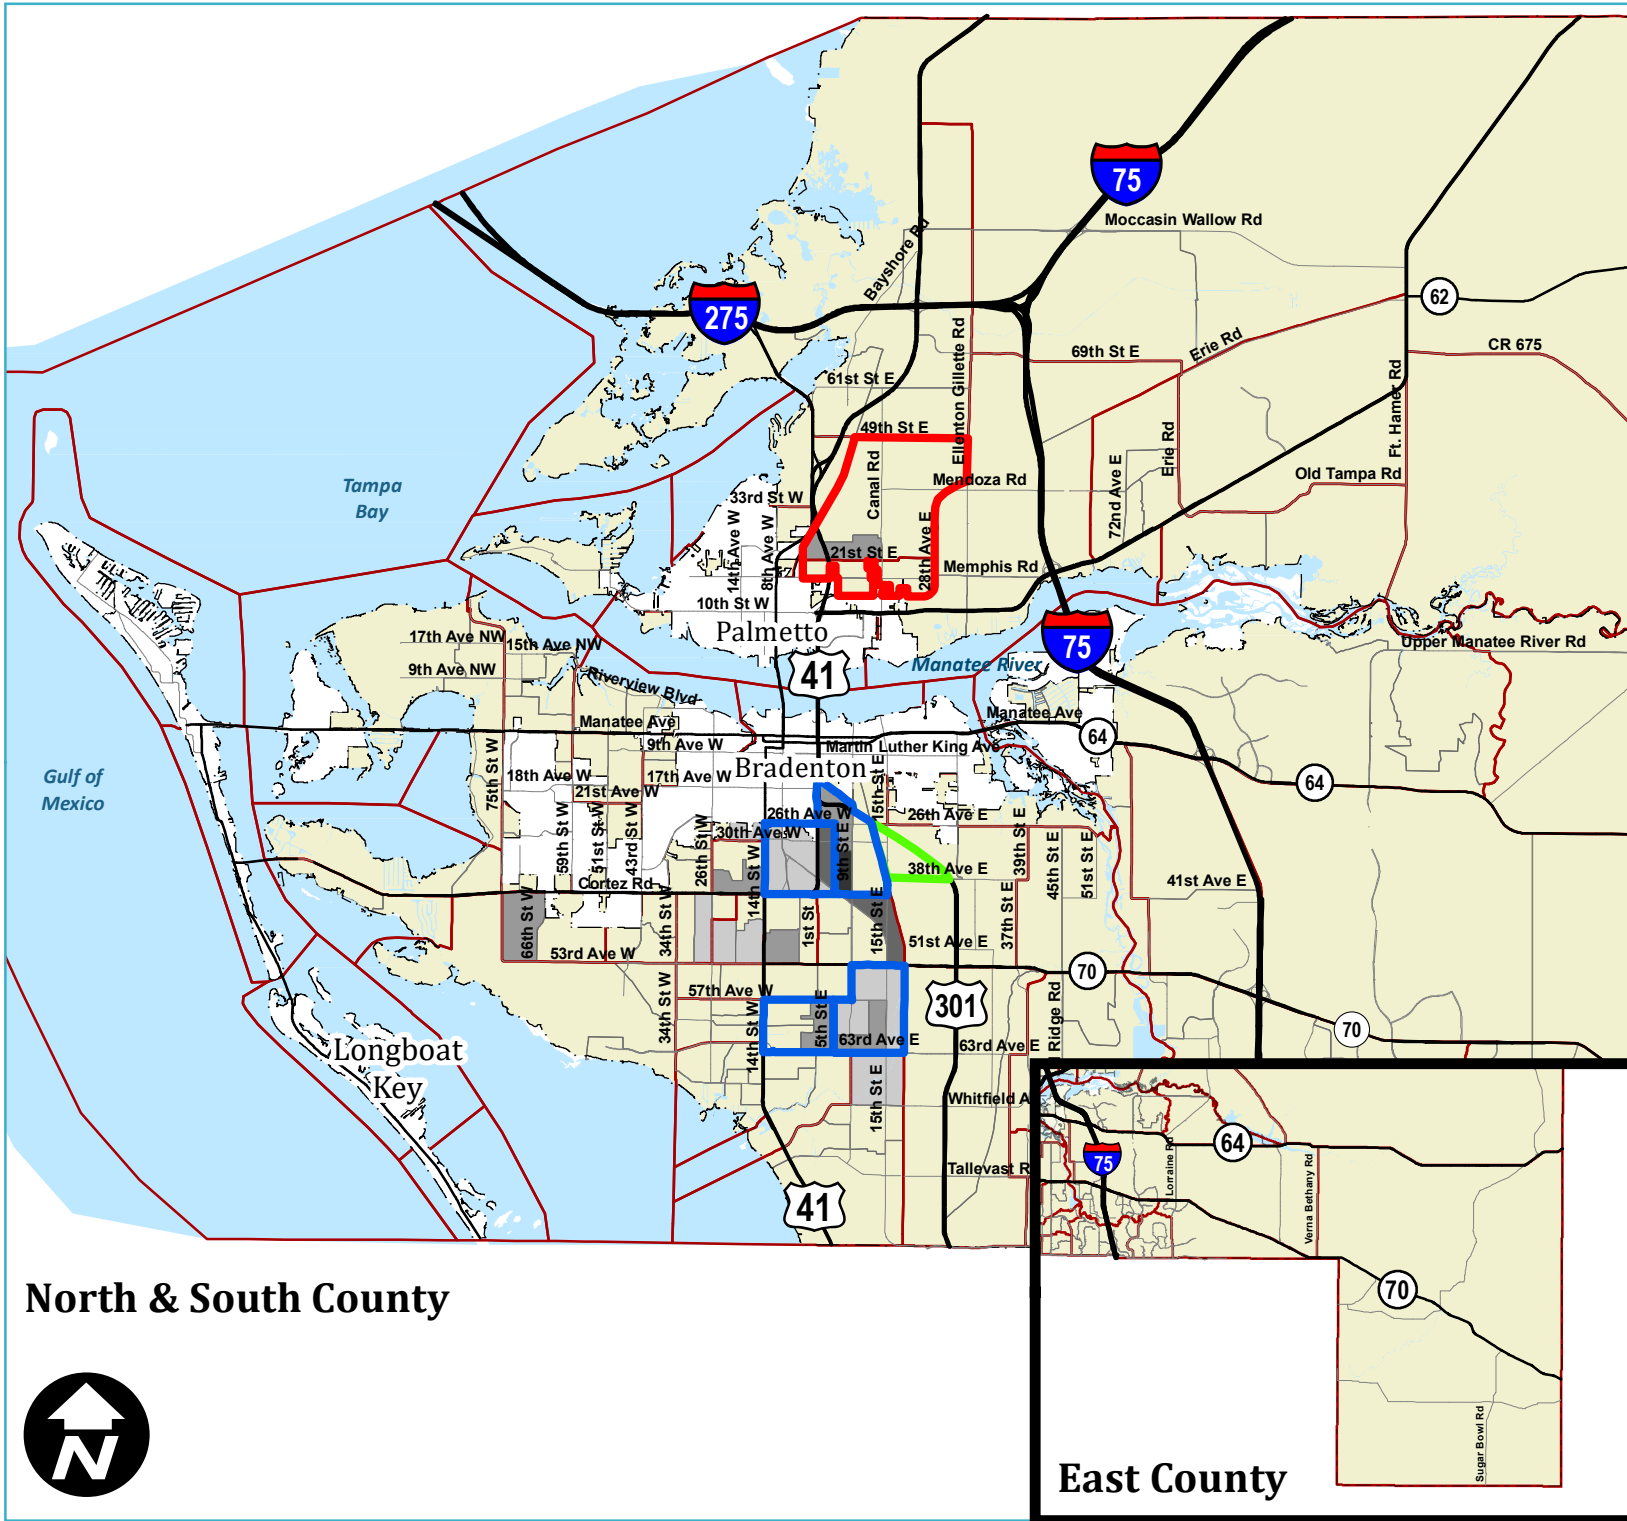 75
Moccasin Wallow Rd
Bayshore Rd
275
62
Ellenton Gillette Rd
69th St E
Erie Rd
CR 675
61st St E
Ft. Hamer Rd
49th St E
Canal Rd
Mendoza Rd
72nd Ave E
Erie Rd
Old Tampa Rd
Tampa
Bay
33rd St W
14th Ave W
8th Ave W
21st St E
28th Ave E
Memphis Rd
10th St W
Palmetto
75
17th Ave NW
15th Ave NW
9th Ave NW
Riverview Blvd
41
Manatee River
Upper Manatee River Rd
Manatee Ave
Manatee Ave
64
9th Ave W
Martin Luther King Ave
Bradenton
Gulf of
Mexico
75th St W
18th Ave W
17th Ave W
21st Ave W
15th St E
64
59th St W
51st St W
43rd St W
26th St W
26th Ave W
30th Ave W
26th Ave E
9th St E
14th St W
39th St E
45th St E
51st St E
38th Ave E
41st Ave E
Cortez Rd
66th St W
34th St W
1st St
15th St E
37th St E
53rd Ave W
51st Ave E
70
57th Ave W
34th St W
14th St W
5th St E
301
63rd Ave E
63rd Ave E
Ridge Rd
70
Longboat
Key
15th St E
Whitfield A
Tallevast R
41
64
75
Lorraine Rd
Verna Bethany Rd
70
Sugar Bowl Rd
North & South County
N
East County